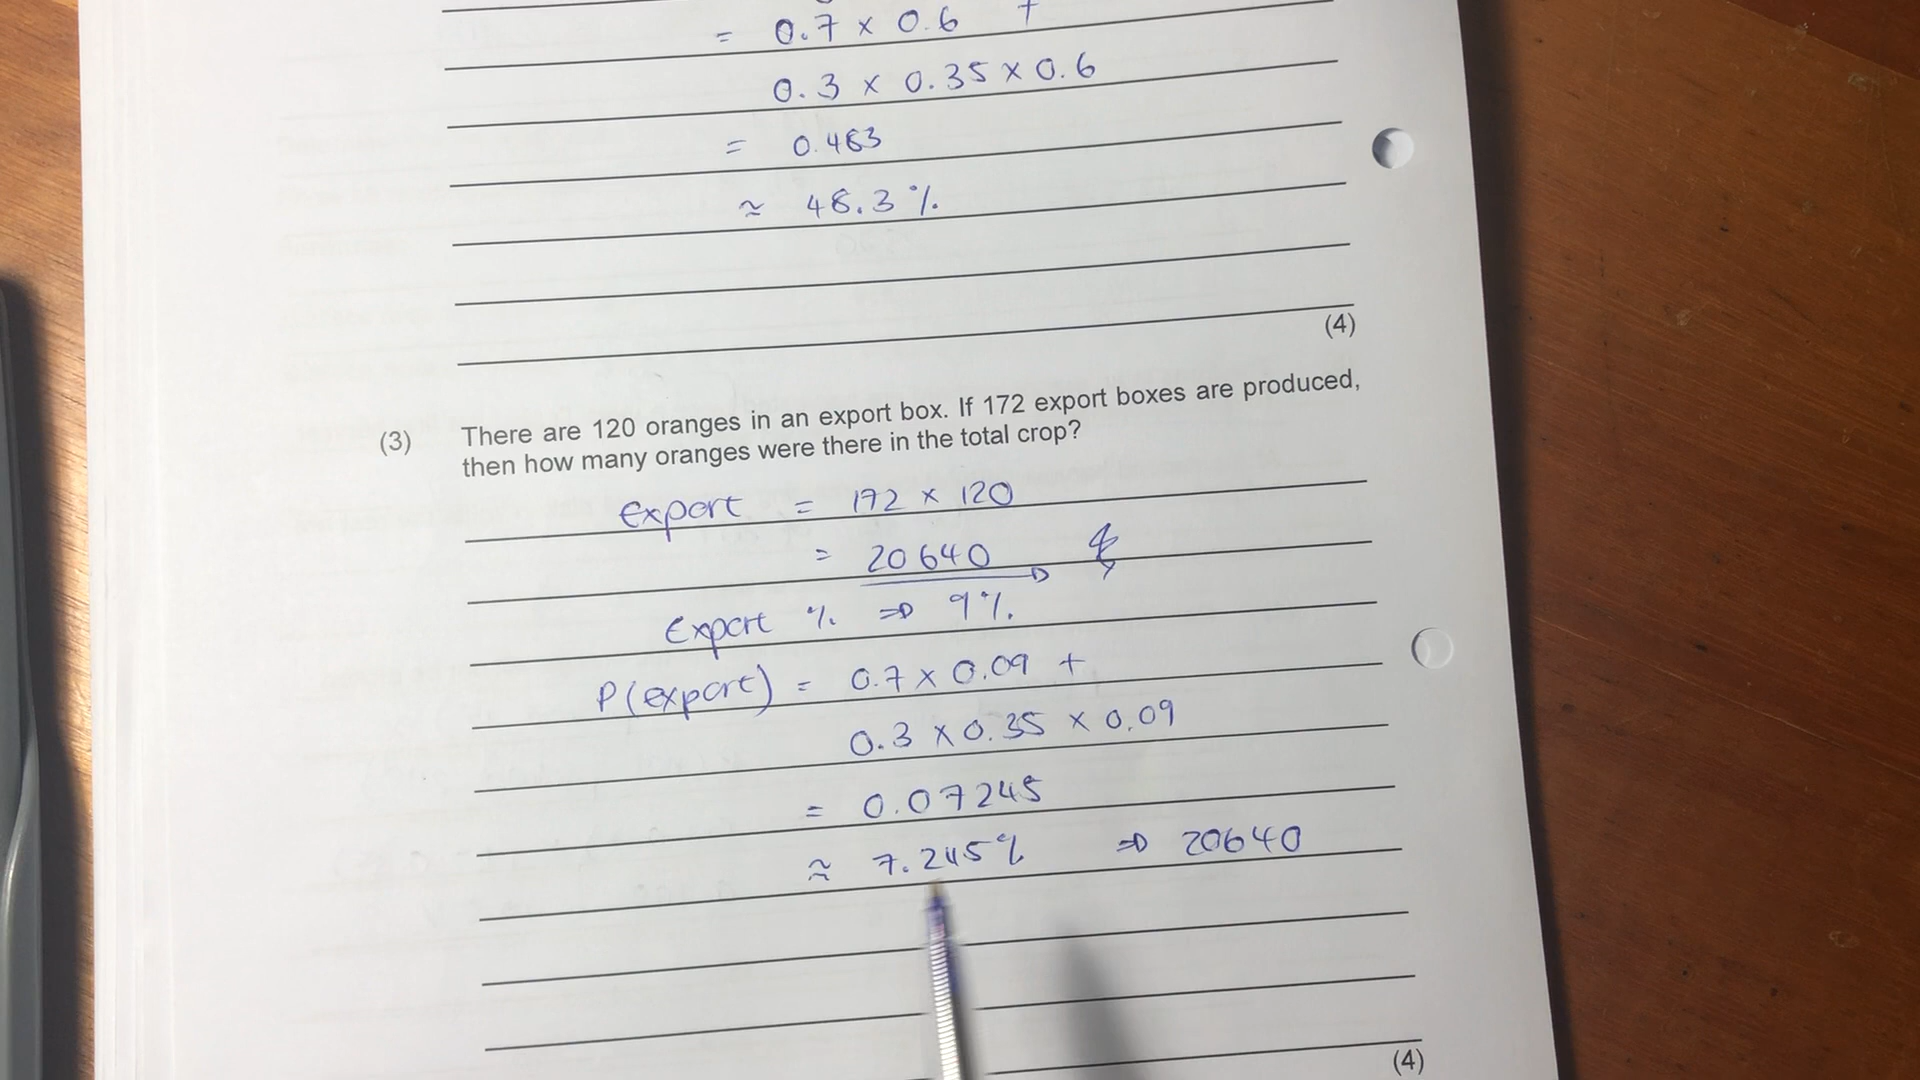 = 0.7 × 0.6 +
0.3 × 0.35 × 0.6
= 0.483
≈ 48.3%
(4)
(3) There are 120 oranges in an export box. If 172 export boxes are produced,
then how many oranges were there in the total crop?
export = 172 × 120
= 20640
Export % ⇒ 9%
P(export) = 0.7 × 0.09 +
0.3 × 0.35 × 0.09
= 0.07245
≈ 7.245% ⇒ 20640
(4)